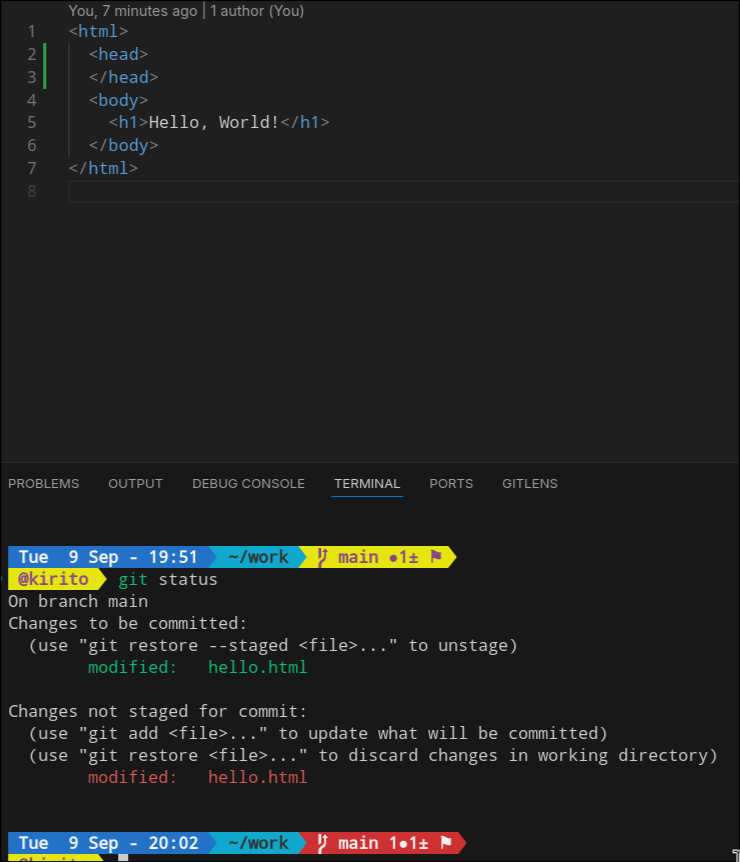 You, 7 minutes ago | 1 author (You)
1 <html>
2 <head>
3 </head>
4 <body>
5 <h1>Hello, World!</h1>
6 </body>
7 </html>
8
PROBLEMS OUTPUT DEBUG CONSOLE TERMINAL PORTS GITLENS
Tue 9 Sep - 19:51 ~/work main ●1± ⚑
@kirito git status
On branch main
Changes to be committed:
(use "git restore --staged <file>..." to unstage)
modified: hello.html
Changes not staged for commit:
(use "git add <file>..." to update what will be committed)
(use "git restore <file>..." to discard changes in working directory)
modified: hello.html
Tue 9 Sep - 20:02 ~/work main 1●1± ⚑